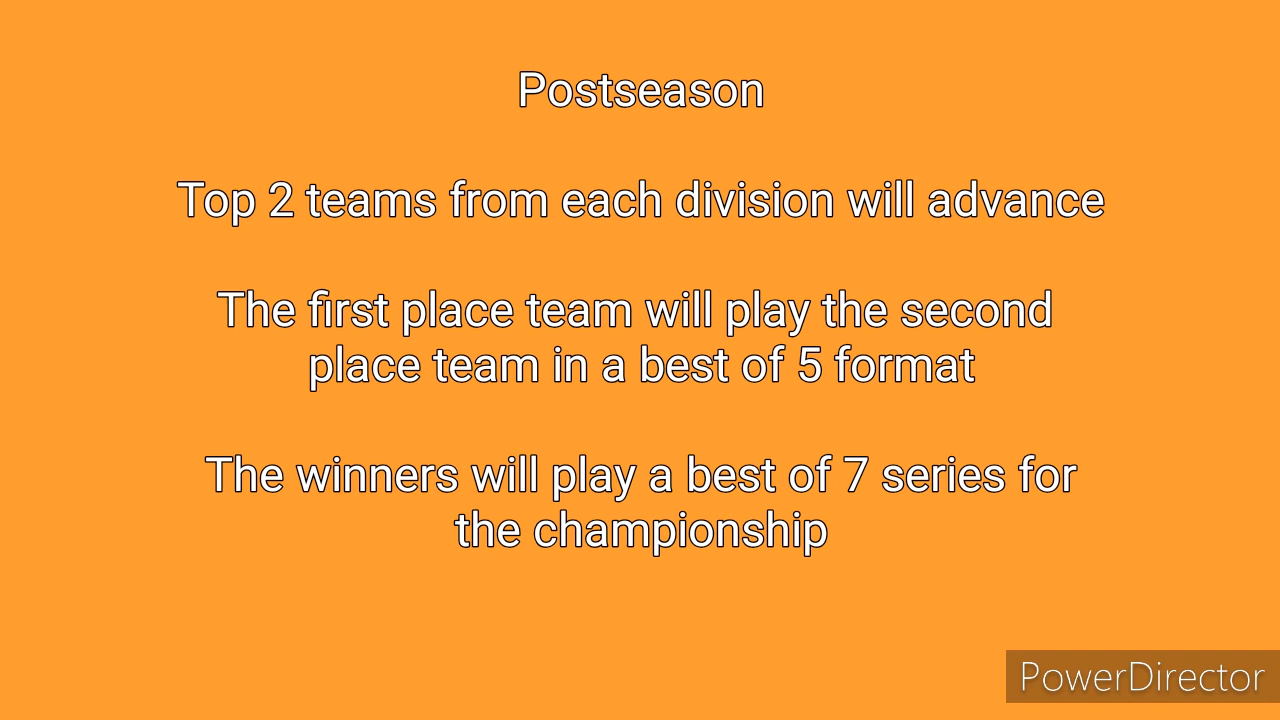 Postseason
Top 2 teams from each division will advance
The first place team will play the second
place team in a best of 5 format
The winners will play a best of 7 series for
the championship
PowerDirector